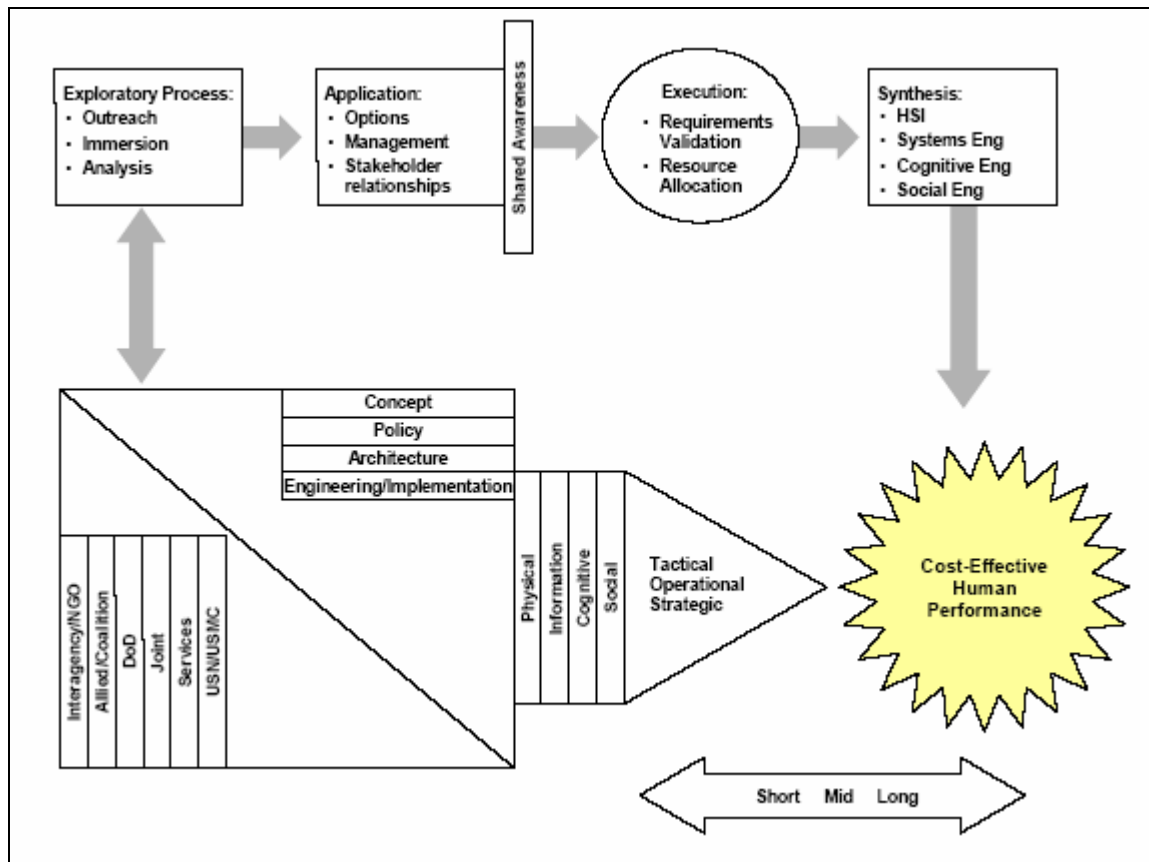 Exploratory Process:
• Outreach
• Immersion
• Analysis
Application:
• Options
• Management
• Stakeholder
relationships
Shared Awareness
Execution:
• Requirements
Validation
• Resource
Allocation
Synthesis:
• HSI
• Systems Eng
• Cognitive Eng
• Social Eng
Concept
Policy
Architecture
Engineering/Implementation
Interagency/NGO
Allied/Coalition
DoD
Joint
Services
USN/USMC
Physical
Information
Cognitive
Social
Tactical
Operational
Strategic
Cost-Effective
Human
Performance
Short Mid Long